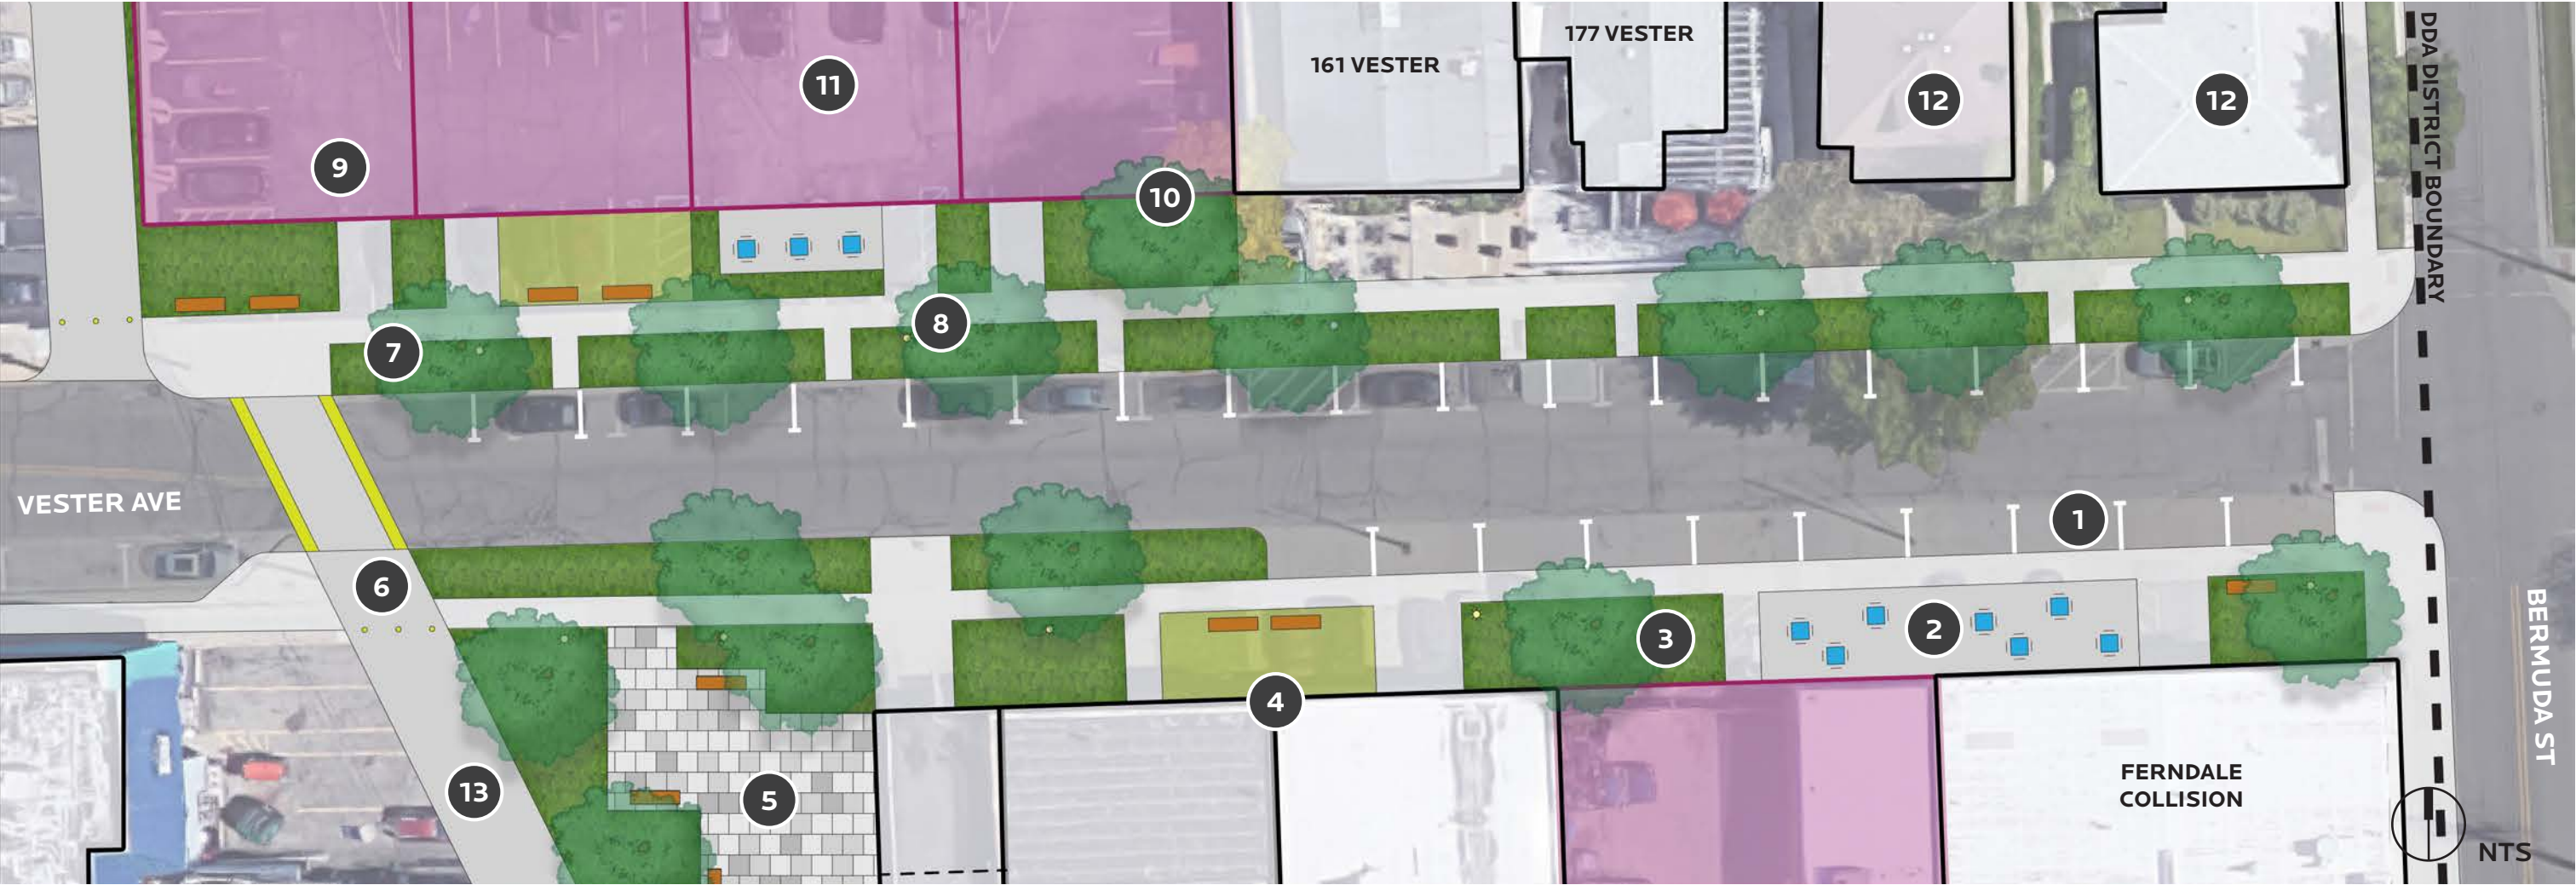 177 VESTER
161 VESTER
11
12
12
DDA DISTRICT BOUNDARY
9
10
8
7
VESTER AVE
1
6
2
3
4
13
5
FERNDALE
COLLISION
BERMUDA ST
NTS